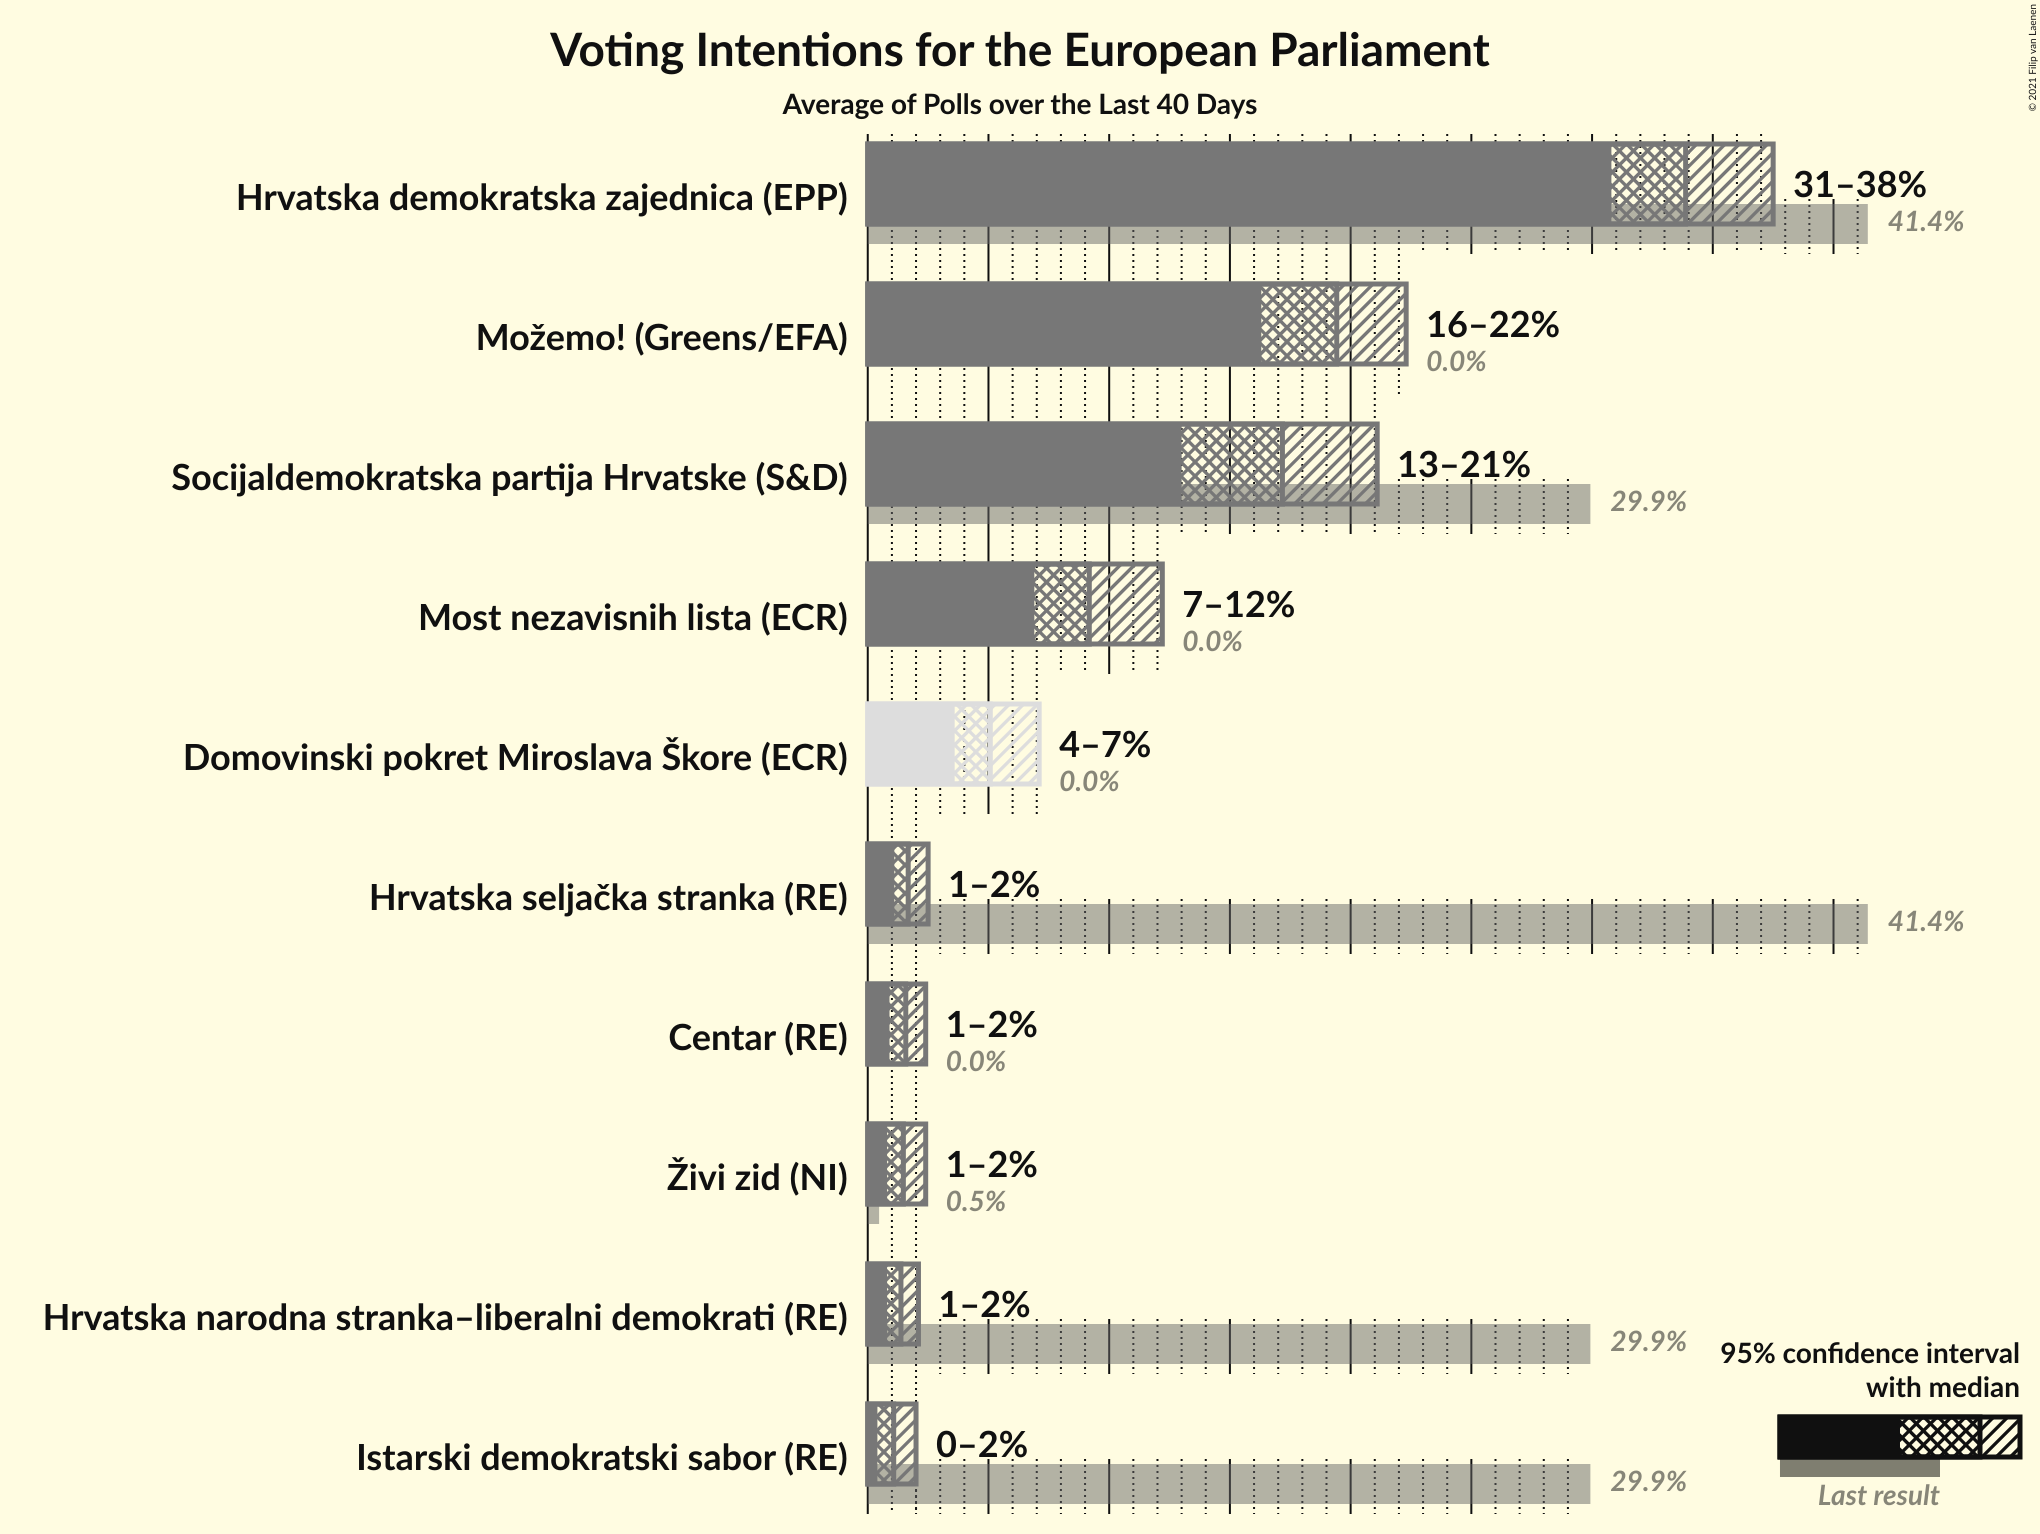 © 2021 Filip van Laenen
Voting Intentions for the European Parliament
Average of Polls over the Last 40 Days
Hrvatska demokratska zajednica (EPP)
31–38%
41.4%
Možemo! (Greens/EFA)
16–22%
0.0%
Socijaldemokratska partija Hrvatske (S&D)
13–21%
29.9%
Most nezavisnih lista (ECR)
7–12%
0.0%
Domovinski pokret Miroslava Škore (ECR)
4–7%
0.0%
Hrvatska seljačka stranka (RE)
1–2%
41.4%
Centar (RE)
1–2%
0.0%
Živi zid (NI)
1–2%
0.5%
Hrvatska narodna stranka–liberalni demokrati (RE)
1–2%
29.9%
Istarski demokratski sabor (RE)
0–2%
29.9%
95% confidence interval
with median
Last result